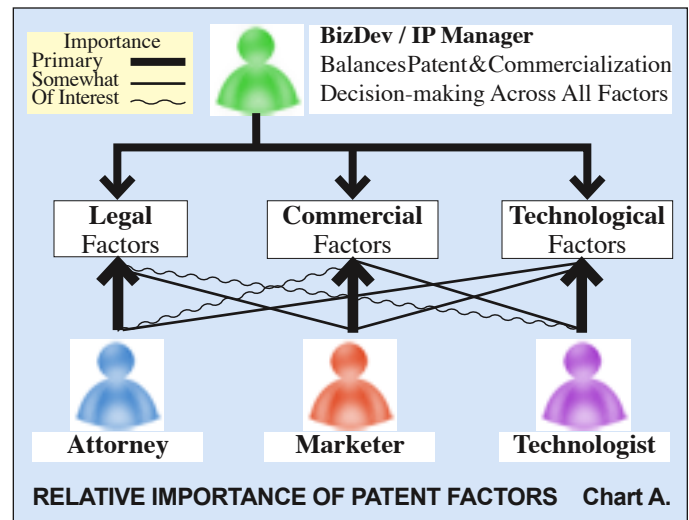 Importance
Primary
Somewhat
Of Interest
BizDev / IP Manager
BalancesPatent&Commercialization
Decision-making Across All Factors
Legal
Factors
Commercial
Factors
Technological
Factors
Attorney
Marketer
Technologist
RELATIVE IMPORTANCE OF PATENT FACTORS Chart A.